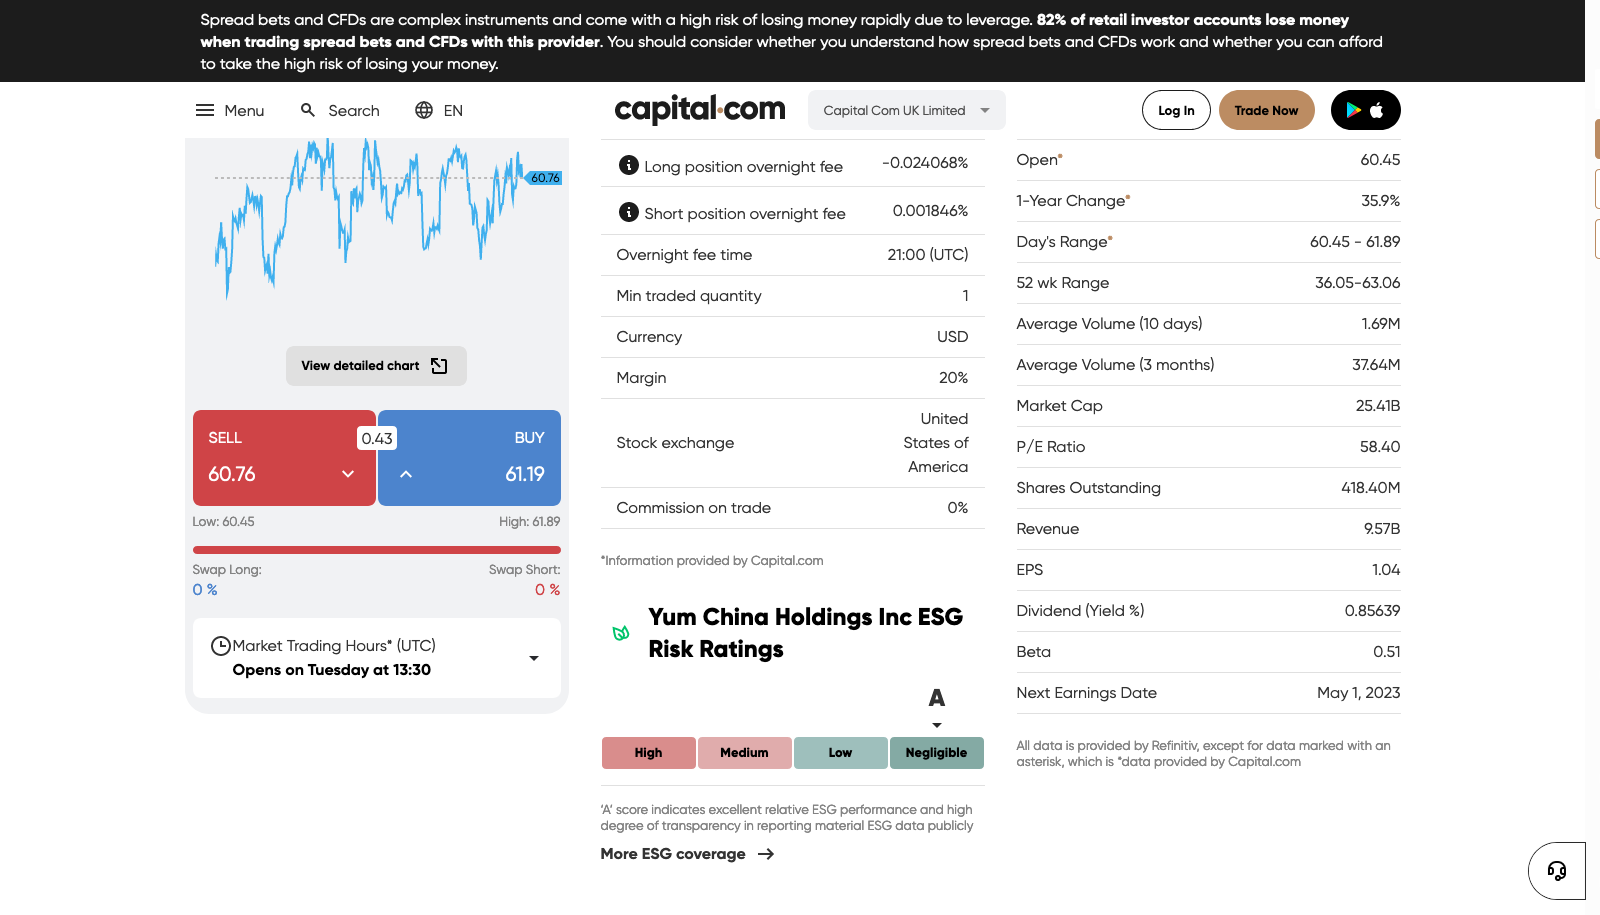 Spread bets and CFDs are complex instruments and come with a high risk of losing money rapidly due to leverage. 82% of retail investor accounts lose money
when trading spread bets and CFDs with this provider. You should consider whether you understand how spread bets and CFDs work and whether you can afford
to take the high risk of losing your money.
Menu
Search
EN
capital.com
Capital Com UK Limited
Log In
Trade Now
60.76
View detailed chart
SELL
60.76
0.43
BUY
61.19
Low: 60.45
High: 61.89
Swap Long:
0 %
Swap Short:
0 %
Market Trading Hours* (UTC)
Opens on Tuesday at 13:30
Long position overnight fee -0.024068%
Short position overnight fee 0.001846%
Overnight fee time 21:00 (UTC)
Min traded quantity 1
Currency USD
Margin 20%
Stock exchange
United
States of
America
Commission on trade 0%
*Information provided by Capital.com
Yum China Holdings Inc ESG
Risk Ratings
A
High Medium Low Negligible
'A' score indicates excellent relative ESG performance and high
degree of transparency in reporting material ESG data publicly
More ESG coverage
Open* 60.45
1-Year Change* 35.9%
Day's Range* 60.45 - 61.89
52 wk Range 36.05-63.06
Average Volume (10 days) 1.69M
Average Volume (3 months) 37.64M
Market Cap 25.41B
P/E Ratio 58.40
Shares Outstanding 418.40M
Revenue 9.57B
EPS 1.04
Dividend (Yield %) 0.85639
Beta 0.51
Next Earnings Date May 1, 2023
All data is provided by Refinitiv, except for data marked with an
asterisk, which is *data provided by Capital.com